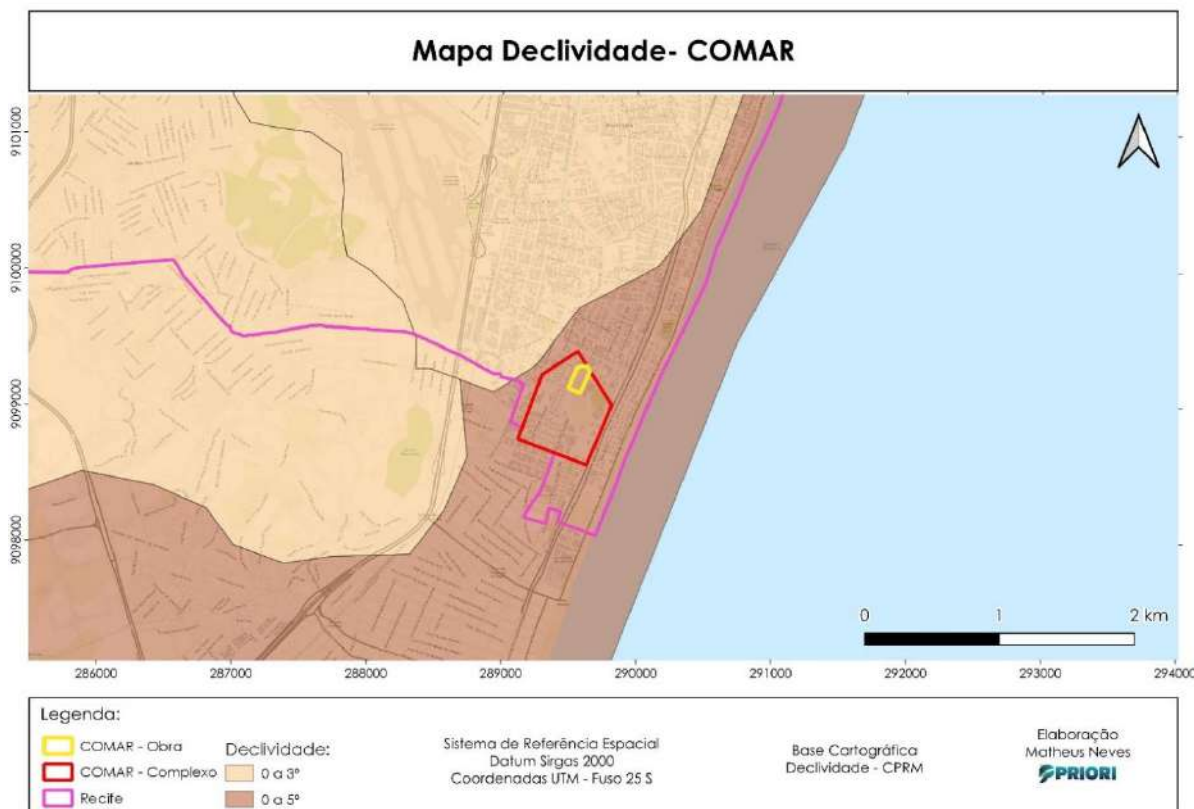 Mapa Declividade- COMAR
9101000
9100000
9099000
9098000
0 1 2 km
286000 287000 288000 289000 290000 291000 292000 293000 294000
Legenda:
COMAR - Obra
COMAR - Complexo
Recife
Declividade:
0 a 3º
0 a 5º
Sistema de Referência Espacial
Datum Sirgas 2000
Coordenadas UTM - Fuso 25 S
Base Cartográfica
Declividade - CPRM
Elaboração
Matheus Neves
PRIORI